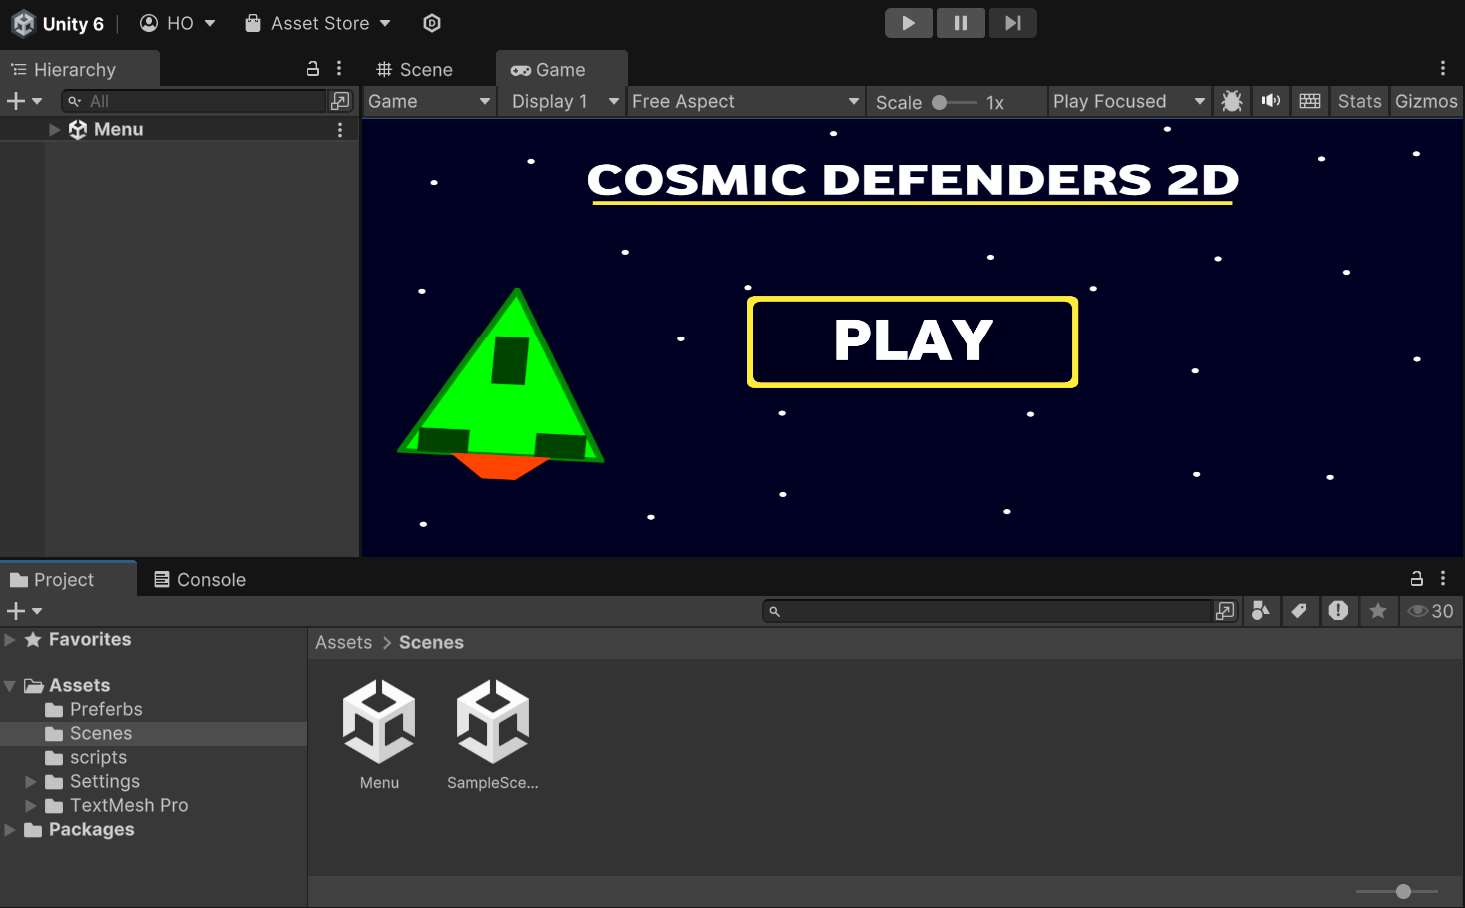 Unity 6 HO Asset Store
Hierarchy Scene Game
All Game Display 1 Free Aspect Scale 1x Play Focused Stats Gizmos
Menu
COSMIC DEFENDERS 2D
PLAY
Project Console
30
Favorites
Assets > Scenes
Assets
Preferbs
Scenes
scripts
Settings
TextMesh Pro
Packages
Menu SampleSce...